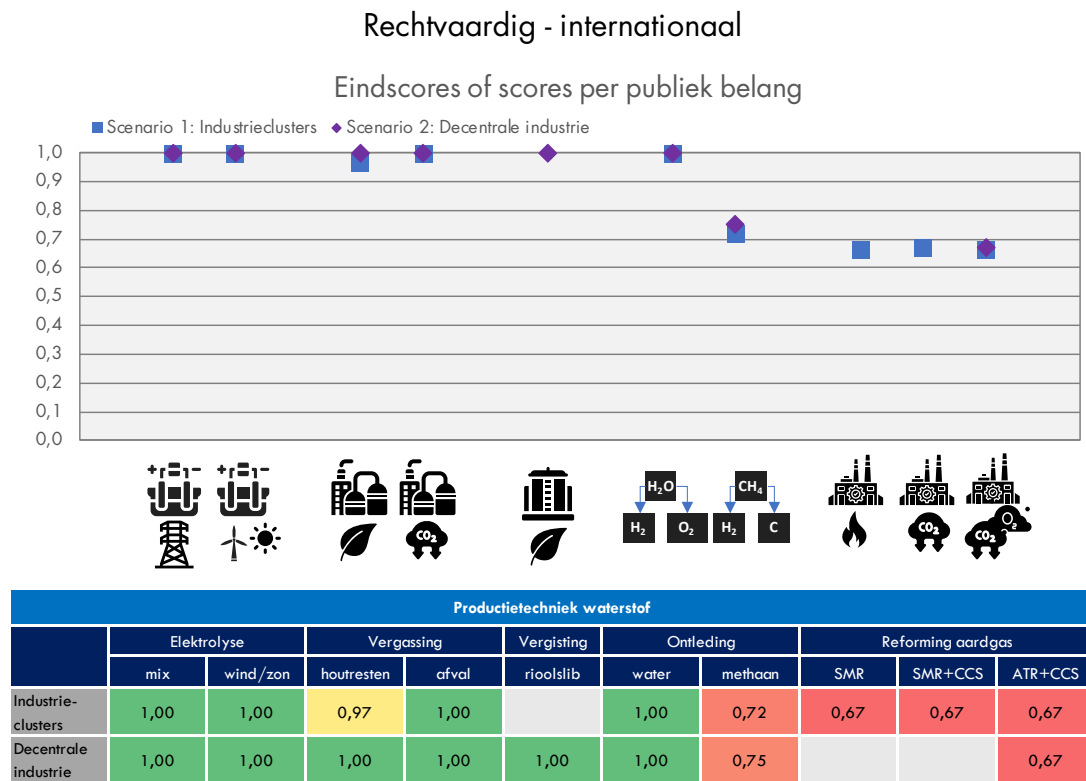 Rechtvaardig - internationaal
Eindscores of scores per publiek belang
Scenario 1: Industrieclusters Scenario 2: Decentrale industrie
1,0
0,9
0,8
0,7
0,6
0,5
0,4
0,3
0,2
0,1
0,0
H2O CH4
CO2 H2 O2 H2 C CO2 CO2 O2
Productietechniek waterstof
Elektrolyse Vergassing Vergisting Ontleding Reforming aardgas
mix wind/zon houtresten afval rioolslib water methaan SMR SMR+CCS ATR+CCS
Industrie-
clusters 1,00 1,00 0,97 1,00 1,00 0,72 0,67 0,67 0,67
Decentrale
industrie 1,00 1,00 1,00 1,00 1,00 1,00 0,75 0,67